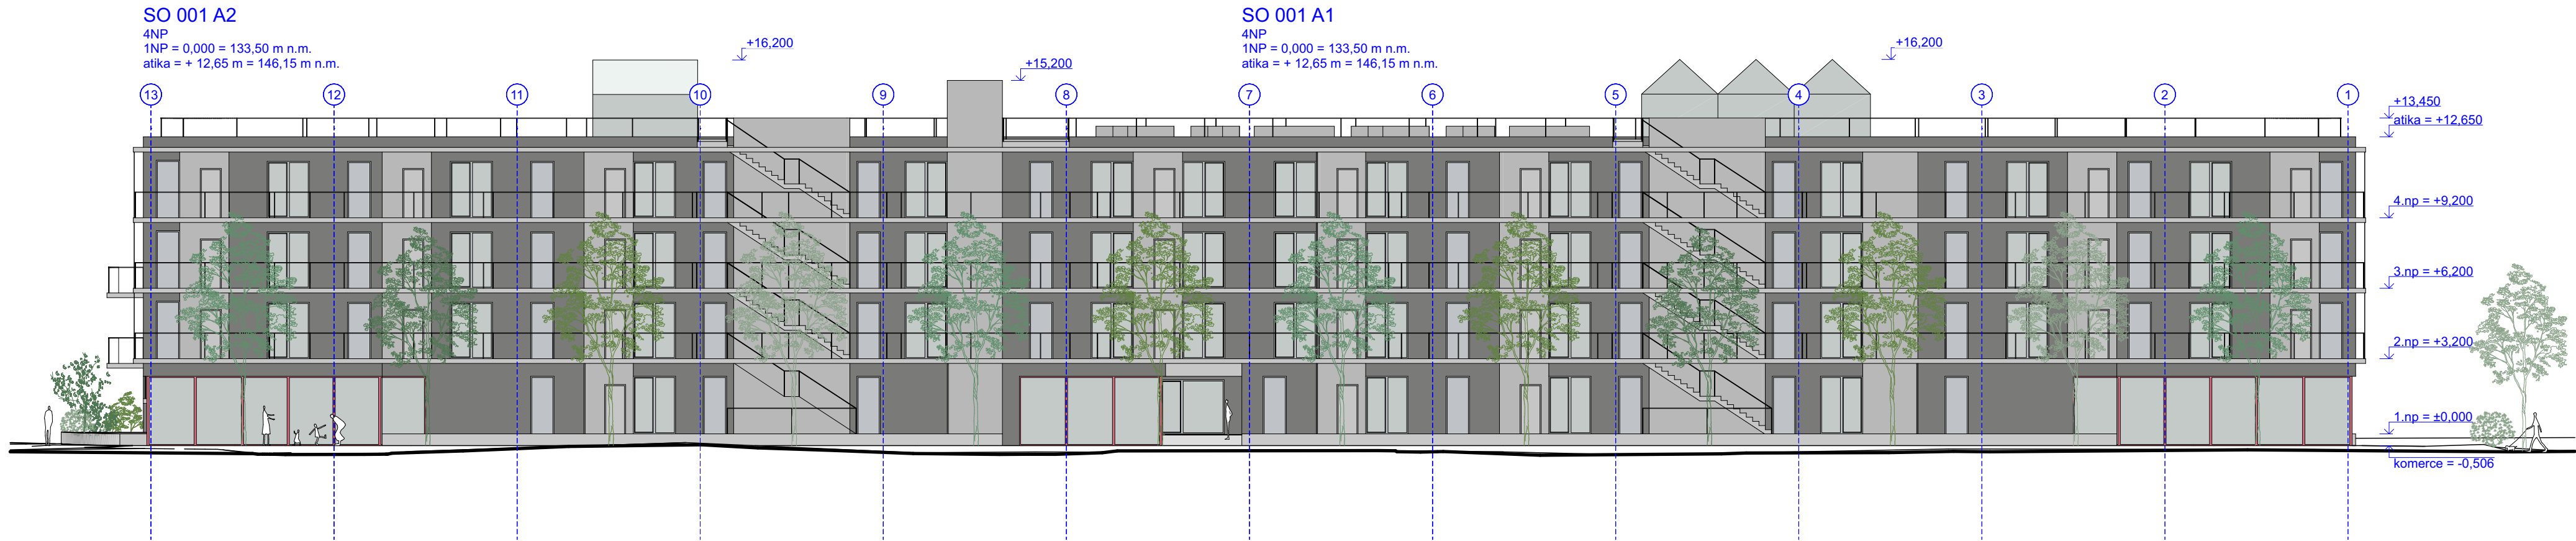 SO 001 A2
4NP
1NP = 0,000 = 133,50 m n.m.
atika = + 12,65 m = 146,15 m n.m.
SO 001 A1
4NP
1NP = 0,000 = 133,50 m n.m.
atika = + 12,65 m = 146,15 m n.m.
+16,200
+15,200
+16,200
13 12 11 10 9 8 7 6 5 4 3 2 1
+13,450
atika = +12,650
4.np = +9,200
3.np = +6,200
2.np = +3,200
1.np = ±0,000
komerce = -0,506